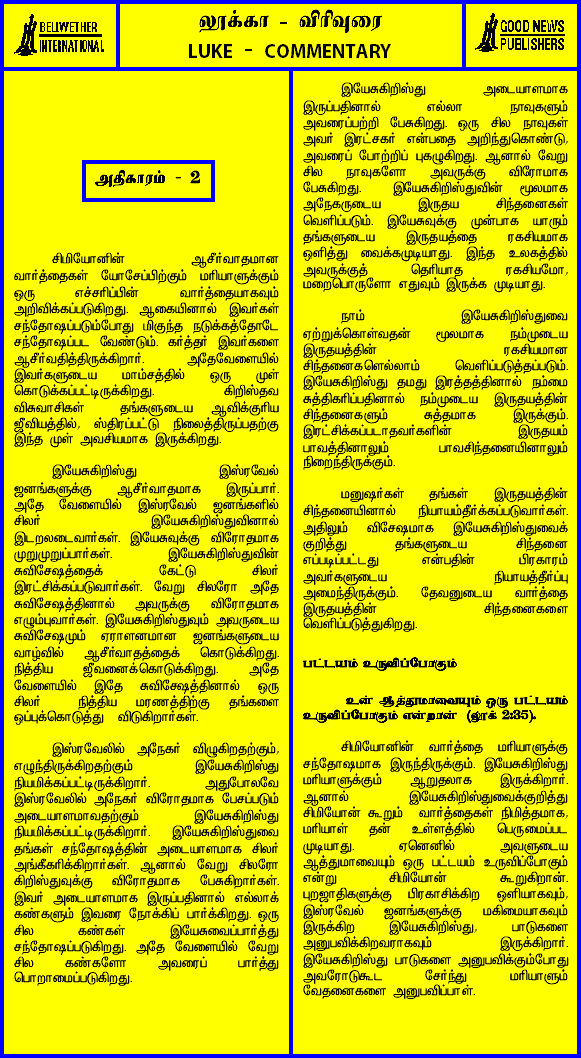 BELIWETHER
INTERNATIONAL
லூக்கா - விரிவுரை
LUKE - COMMENTARY
GOOD NEWS
PUBLISHERS
அதிகாரம் - 2
சிமியோனின் ஆசீர்வாதமான
வார்த்தைகள் யோசேப்பிற்கும் மரியாளுக்கும்
ஒரு எச்சரிப்பின் வார்த்தையாகவும்
அறிவிக்கப்படுகிறது. ஆகையினால் இவர்கள்
சந்தோஷப்படும்போது மிகுந்த நடுக்கத்தோடே
சந்தோஷப்பட வேண்டும். கர்த்தர் இவர்களை
ஆசீர்வதித்திருக்கிறார். அதேவேளையில்
இவர்களுடைய மாம்சத்தில் ஒரு முள்
கொடுக்கப்பட்டிருக்கிறது. கிறிஸ்தவ
விசுவாசிகள் தங்களுடைய ஆவிக்குரிய
ஜீவியத்தில், ஸ்திரப்பட்டு நிலைத்திருப்பதற்கு
இந்த முள் அவசியமாக இருக்கிறது.
இயேசுகிறிஸ்து இஸ்ரவேல்
ஜனங்களுக்கு ஆசீர்வாதமாக இருப்பார்.
அதே வேளையில் இஸ்ரவேல் ஜனங்களில்
சிலர் இயேசுகிறிஸ்துவினால்
இடறலடைவார்கள். இயேசுவுக்கு விரோதமாக
முறுமுறுப்பார்கள். இயேசுகிறிஸ்துவின்
சுவிசேஷத்தைக் கேட்டு சிலர்
இரட்சிக்கப்படுவார்கள். வேறு சிலரோ அதே
சுவிசேஷத்தினால் அவருக்கு விரோதமாக
எழும்புவார்கள். இயேசுகிறிஸ்துவும் அவருடைய
சுவிசேஷமும் ஏராளனமான ஜனங்களுடைய
வாழ்வில் ஆசீர்வாதத்தைக் கொடுக்கிறது.
நித்திய ஜீவனைக்கொடுக்கிறது. அதே
வேளையில் இதே சுவிசேஷத்தினால் ஒரு
சிலர் நித்திய மரணத்திற்கு தங்களை
ஒப்புக்கொடுத்து விடுகிறார்கள்.
இஸ்ரவேலில் அநேகர் விழுகிறதற்கும்,
எழுந்திருக்கிறதற்கும் இயேசுகிறிஸ்து
நியமிக்கப்பட்டிருக்கிறார். அதுபோலவே
இஸ்ரவேலில் அநேகர் விரோதமாக பேசப்படும்
அடையாளமாவதற்கும் இயேசுகிறிஸ்து
நியமிக்கப்பட்டிருக்கிறார். இயேசுகிறிஸ்துவை
தங்கள் சந்தோஷத்தின் அடையாளமாக சிலர்
அங்கீகரிக்கிறார்கள். ஆனால் வேறு சிலரோ
கிறிஸ்துவுக்கு விரோதமாக பேசுகிறார்கள்.
இவர் அடையாளமாக இருப்பதினால் எல்லாக்
கண்களும் இவரை நோக்கிப் பார்க்கிறது. ஒரு
சில கண்கள் இயேசுவைப்பார்த்து
சந்தோஷப்படுகிறது. அதே வேளையில் வேறு
சில கண்களோ அவரைப் பார்த்து
பொறாமைப்படுகிறது.
இயேசுகிறிஸ்து அடையாளமாக
இருப்பதினால் எல்லா நாவுகளும்
அவரைப்பற்றி பேசுகிறது. ஒரு சில நாவுகள்
அவர் இரட்சகர் என்பதை அறிந்துகொண்டு,
அவரைப் போற்றிப் புகழுகிறது. ஆனால் வேறு
சில நாவுகளோ அவருக்கு விரோமாக
பேசுகிறது. இயேசுகிறிஸ்துவின் மூலமாக
அநேகருடைய இருதய சிந்தனைகள்
வெளிப்படும். இயேசுவுக்கு முன்பாக யாரும்
தங்களுடைய இருதயத்தை ரகசியமாக
ஒளித்து வைக்கமுடியாது. இந்த உலகத்தில்
அவருக்குத் தெரியாத ரகசியமோ,
மறைபொருளோ எதுவும் இருக்க முடியாது.
நாம் இயேசுகிறிஸ்துவை
ஏற்றுக்கொள்வதன் மூலமாக நம்முடைய
இருதயத்தின் ரகசியமான
சிந்தனைகளெல்லாம் வெளிப்படுத்தப்படும்.
இயேசுகிறிஸ்து தமது இரத்தத்தினால் நம்மை
சுத்திகரிப்பதினால் நம்முடைய இருதயத்தின்
சிந்தனைகளும் சுத்தமாக இருக்கும்.
இரட்சிக்கப்படாதவர்களின் இருதயம்
பாவத்தினாலும் பாவசிந்தனையினாலும்
நிறைந்திருக்கும்.
மனுஷர்கள் தங்கள் இருதயத்தின்
சிந்தனையினால் நியாயம்தீர்க்கப்படுவார்கள்.
அதிலும் விசேஷமாக இயேசுகிறிஸ்துவைக்
குறித்து தங்களுடைய சிந்தனை
எப்படிப்பட்டது என்பதின் பிரகாரம்
அவர்களுடைய நியாயத்தீர்ப்பு
அமைந்திருக்கும். தேவனுடைய வார்த்தை
இருதயத்தின் சிந்தனைகளை
வெளிப்படுத்துகிறது.
பட்டயம் உருவிப்போகும்
உன் ஆத்துமாவையும் ஒரு பட்டயம்
உருவிப்போகும் என்றான் (லூக் 2:35).
சிமியோனின் வார்த்தை மரியாளுக்கு
சந்தோஷமாக இருந்திருக்கும். இயேசுகிறிஸ்து
மரியாளுக்கும் ஆறுதலாக இருக்கிறார்.
ஆனால் இயேசுகிறிஸ்துவைக்குறித்து
சிமியோன் கூறும் வார்த்தைகள் நிமித்தமாக,
மரியாள் தன் உள்ளத்தில் பெருமைப்பட
முடியாது. ஏனெனில் அவளுடைய
ஆத்துமாவையும் ஒரு பட்டயம் உருவிப்போகும்
என்று சிமியோன் கூறுகிறான்.
புறஜாதிகளுக்கு பிரகாசிக்கிற ஒளியாகவும்,
இஸ்ரவேல் ஜனங்களுக்கு மகிமையாகவும்
இருக்கிற இயேசுகிறிஸ்து, பாடுகளை
அனுபவிக்கிறவராகவும் இருக்கிறார்.
இயேசுகிறிஸ்து பாடுகளை அனுபவிக்கும்போது
அவரோடுகூட சேர்ந்து மரியாளும்
வேதனைகளை அனுபவிப்பாள்.